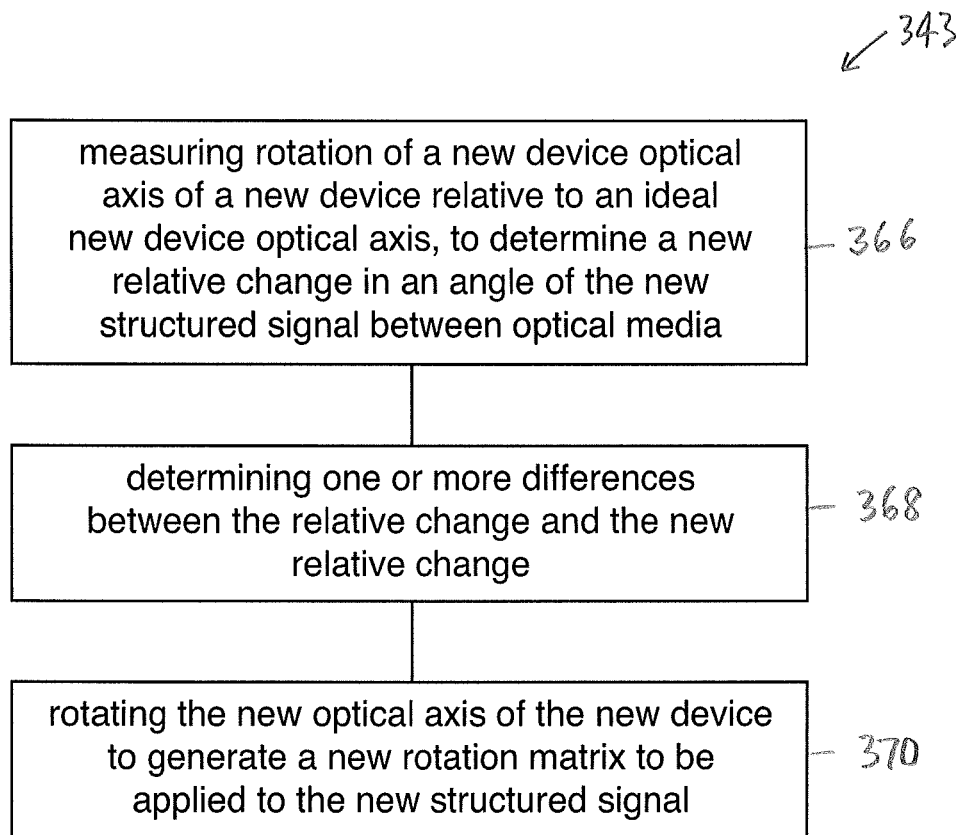 343
measuring rotation of a new device optical
axis of a new device relative to an ideal
new device optical axis, to determine a new
relative change in an angle of the new
structured signal between optical media
366
determining one or more differences
between the relative change and the new
relative change
368
rotating the new optical axis of the new device
to generate a new rotation matrix to be
applied to the new structured signal
370